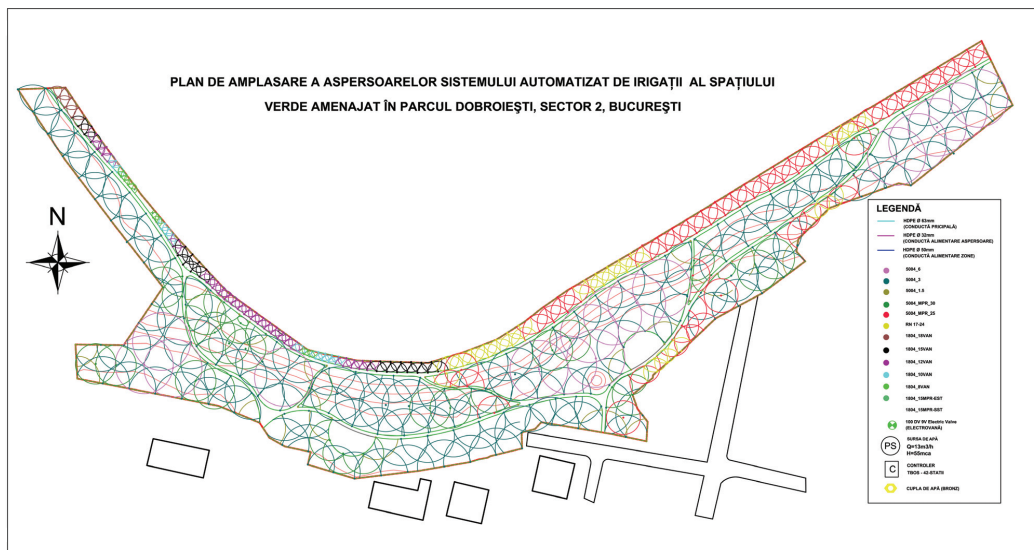 PLAN DE AMPLASARE A ASPERSOARELOR SISTEMULUI AUTOMATIZAT DE IRIGAȚII AL SPAȚIULUI
VERDE AMENAJAT ÎN PARCUL DOBROIEȘTI, SECTOR 2, BUCUREȘTI
N
LEGENDĂ
HDPE Ø 63mm
(CONDUCTĂ PRICIPALĂ)
HDPE Ø 32mm
(CONDUCTĂ ALIMENTARE ASPERSOARE)
HDPE Ø 50mm
(CONDUCTĂ ALIMENTARE ZONE)
5004_6
5004_3
5004_1.5
5004_MPR_30
5004_MPR_25
RN 17-24
1804_18VAN
1804_15VAN
1804_12VAN
1804_10VAN
1804_8VAN
1804_15MPR-EST
1804_15MPR-SST
100 DV 9V Electric Valve
(ELECTROVANĂ)
PS
SURSA DE APĂ
Q=13m3/h
H=55mca
C
CONTROLER
TBOS - 42-STATII
CUPLA DE APĂ (BRONZ)